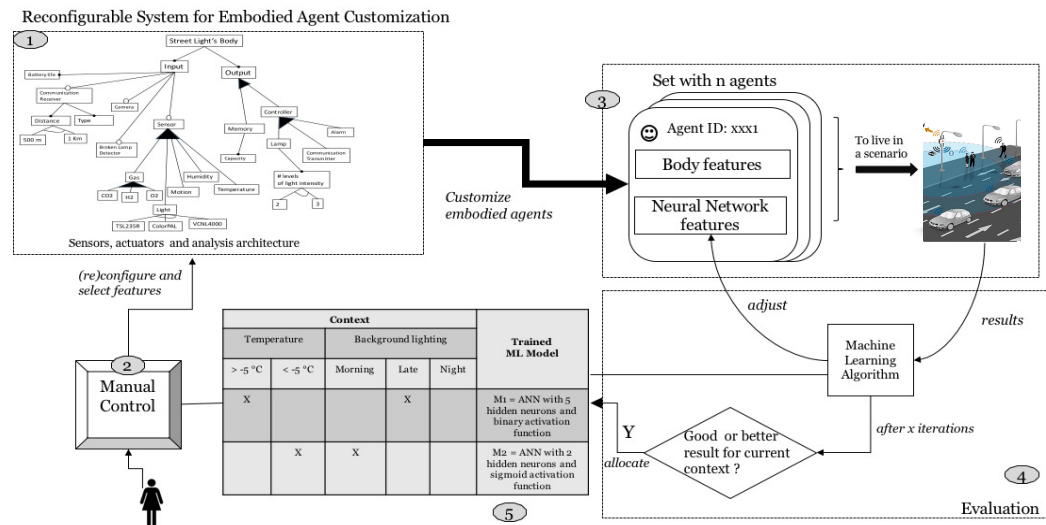 Reconfigurable System for Embodied Agent Customization
1
Street Light's Body
Input
Output
Battery life
Communication
Receiver
Camera
Distance
Type
500 m
1 Km
Broken Lamp
Detector
Sensor
Gas
CO2
H2
O2
Motion
Humidity
Temperature
Light
TSL235R
ColorPAL
VCNL4000
Memory
Capacity
Controller
Lamp
Alarm
Communication
Transmitter
# levels
of light intensity
2
3
Sensors, actuators and analysis architecture
Customize
embodied agents
3
Set with n agents
Agent ID: xxx1
Body features
Neural Network
features
To live in
a scenario
(re)configure and
select features
2
Manual
Control
Context
Trained
ML Model
Temperature
Background lighting
> -5 °C
< -5 °C
Morning
Late
Night
X
X
M1 = ANN with 5
hidden neurons and
binary activation
function
X
X
M2 = ANN with 2
hidden neurons and
sigmoid activation
function
5
adjust
results
Machine
Learning
Algorithm
after x iterations
Good or better
result for current
context ?
Y
allocate
4
Evaluation